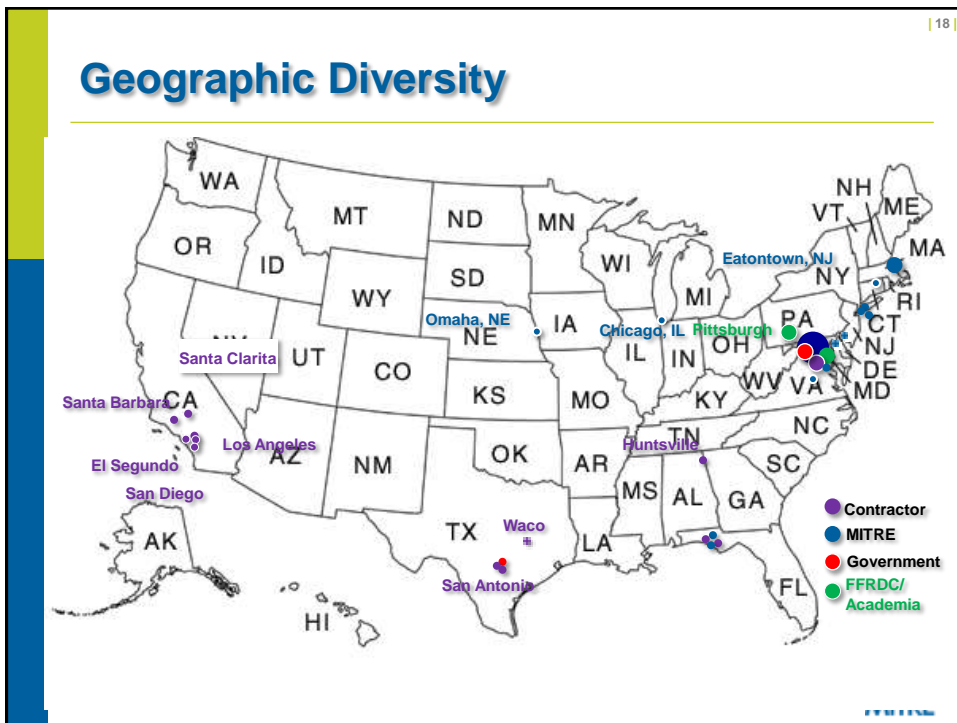 | 18 |
Geographic Diversity
WA
MT
ND
MN
VT
NH
ME
OR
ID
SD
WI
MI
Eatontown, NJ
NY
MA
RI
WY
Omaha, NE
NE
IA
Chicago, IL
Pittsburgh
PA
CT
NJ
NV
Santa Clarita
UT
CO
IL
IN
OH
DE
MD
WV
VA
KS
MO
KY
Santa Barbara
CA
Los Angeles
AZ
NM
OK
AR
TN
Huntsville
NC
SC
El Segundo
San Diego
MS
AL
GA
AK
TX
Waco
LA
San Antonio
FL
HI
Contractor
MITRE
Government
FFRDC/
Academia
MITRE